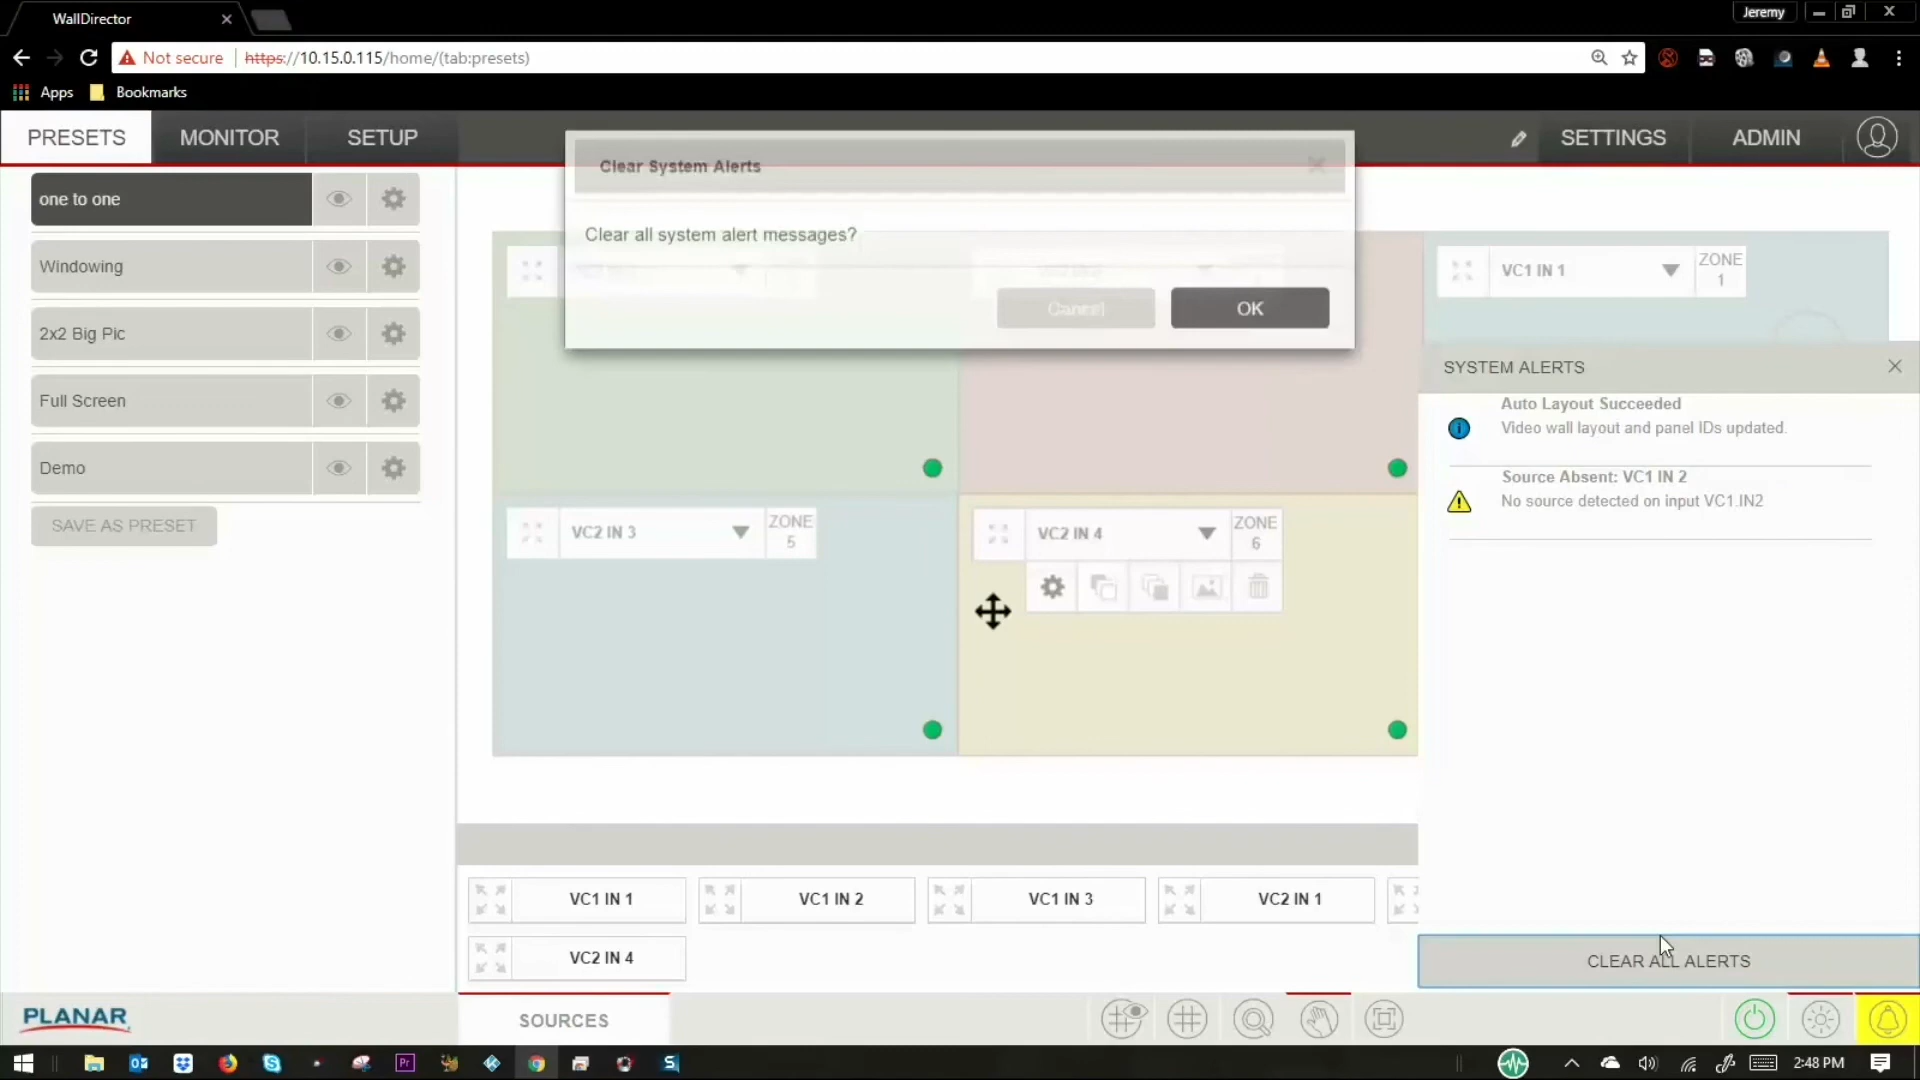 WallDirector
Jeremy
Not secure
https://10.15.0.115/home/(tab:presets)
Apps
Bookmarks
PRESETS
MONITOR
SETUP
SETTINGS
ADMIN
Clear System Alerts
Clear all system alert messages?
Cancel
OK
one to one
Windowing
2x2 Big Pic
Full Screen
Demo
SAVE AS PRESET
VC1 IN 1
ZONE
1
VC2 IN 3
ZONE
5
VC2 IN 4
ZONE
6
SYSTEM ALERTS
Auto Layout Succeeded
Video wall layout and panel IDs updated.
Source Absent: VC1 IN 2
No source detected on input VC1.IN2
CLEAR ALL ALERTS
VC1 IN 1
VC1 IN 2
VC1 IN 3
VC2 IN 1
VC2 IN 4
PLANAR
SOURCES
2:48 PM